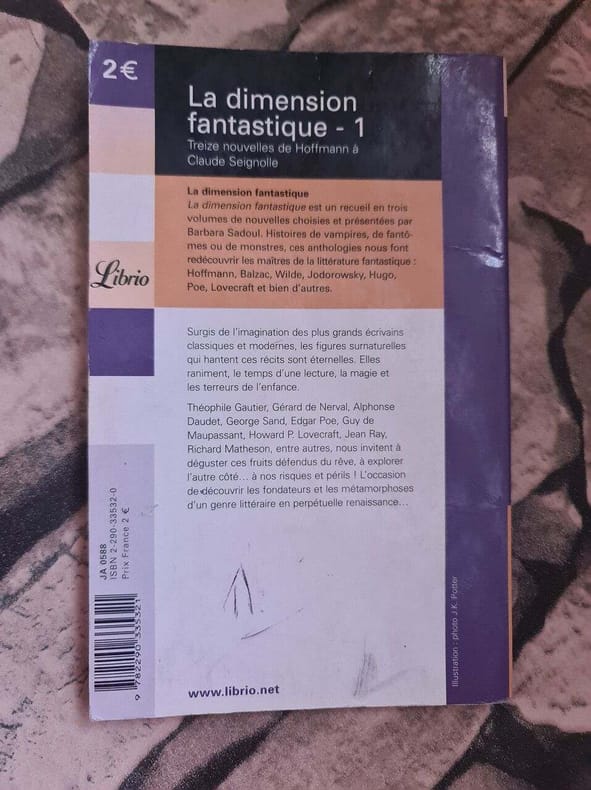 2€
La dimension
fantastique - 1
Treize nouvelles de Hoffmann à
Claude Seignolle
La dimension fantastique
La dimension fantastique est un recueil en trois
volumes de nouvelles choisies et présentées par
Barbara Sadoul. Histoires de vampires, de fantô-
mes ou de monstres, ces anthologies nous font
redécouvrir les maîtres de la littérature fantastique :
Hoffmann, Balzac, Wilde, Jodorowsky, Hugo,
Poe, Lovecraft et bien d'autres.
Librio
Surgis de l'imagination des plus grands écrivains
classiques et modernes, les figures surnaturelles
qui hantent ces récits sont éternelles. Elles
raniment, le temps d'une lecture, la magie et
les terreurs de l'enfance.
Théophile Gautier, Gérard de Nerval, Alphonse
Daudet, George Sand, Edgar Poe, Guy de
Maupassant, Howard P. Lovecraft, Jean Ray,
Richard Matheson, entre autres, nous invitent à
déguster ces fruits défendus du rêve, à explorer
l'autre côté... à nos risques et périls ! L'occasion
de découvrir les fondateurs et les métamorphoses
d'un genre littéraire en perpétuelle renaissance...
JA 0588
ISBN 2-290-33532-0
Prix France 2 €
9 782290 335321
www.librio.net
Illustration : photo J.K. Potter